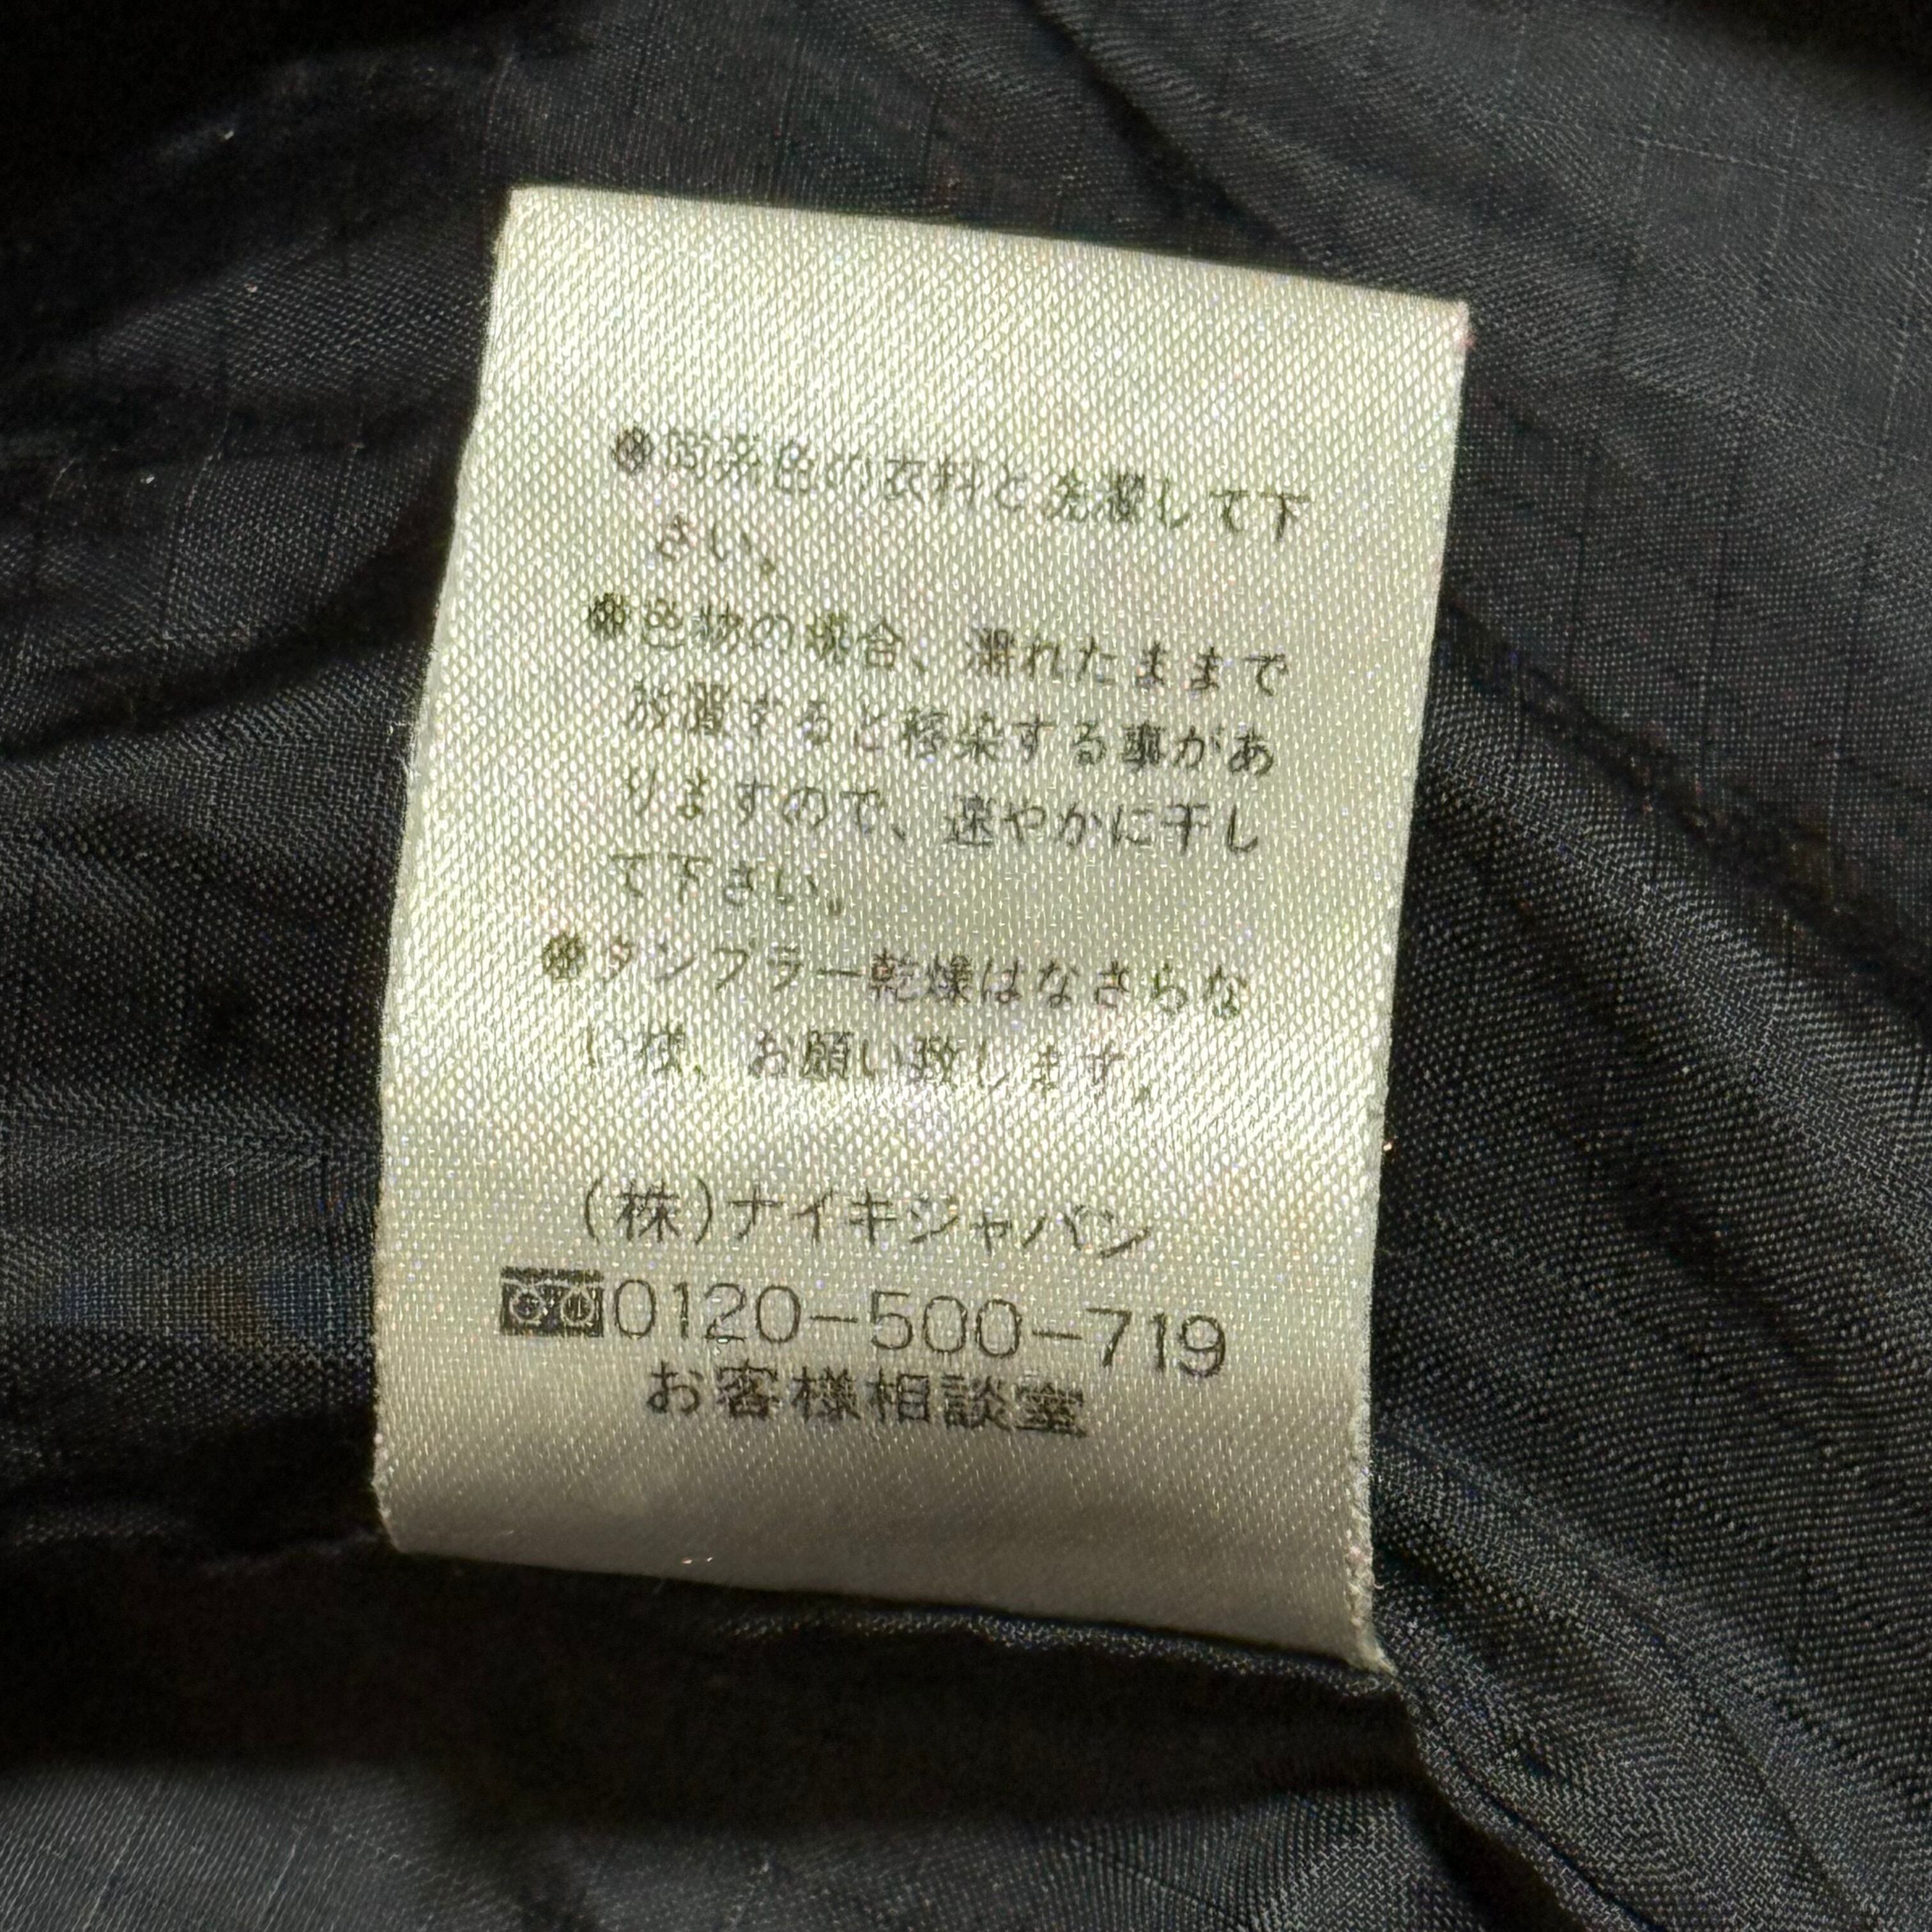 ●同系色の衣料と洗濯して下
さい。
●色物の場合、濡れたままで
放置すると移染する事があ
りますので、速やかに干し
て下さい。
●タンブラー乾燥はなさらな
い様、お願い致します。
(株)ナイキジャパン
0120-500-719
お客様相談室